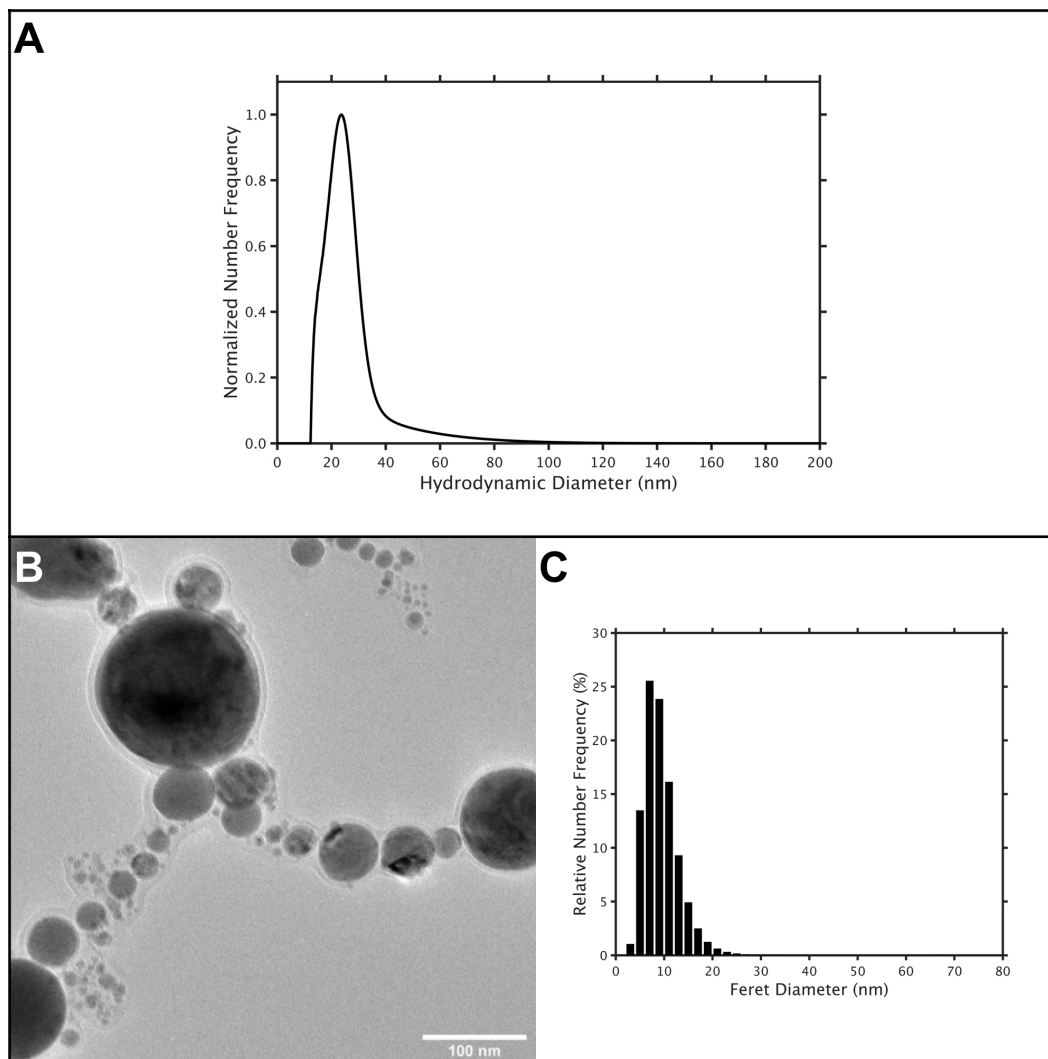 A
Normalized Number Frequency
1.0
0.8
0.6
0.4
0.2
0.0
0 20 40 60 80 100 120 140 160 180 200
Hydrodynamic Diameter (nm)
B
100 nm
C
Relative Number Frequency (%)
30
25
20
15
10
5
0
0 10 20 30 40 50 60 70 80
Feret Diameter (nm)